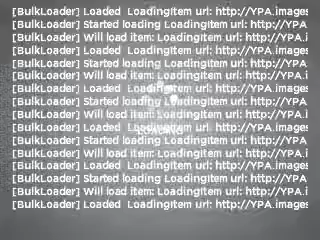 [BulkLoader] Loaded  LoadingItem url: http://YPA.images
[BulkLoader] Started loading LoadingItem url: http://YPA
[BulkLoader] Will load item: LoadingItem url: http://YPA.i
[BulkLoader] Loaded  LoadingItem url: http://YPA.images
[BulkLoader] Started loading LoadingItem url: http://YPA
[BulkLoader] Will load item: LoadingItem url: http://YPA.i
[BulkLoader] Loaded  LoadingItem url: http://YPA.images
[BulkLoader] Started loading LoadingItem url: http://YPA
[BulkLoader] Will load item: LoadingItem url: http://YPA.i
[BulkLoader] Loaded  LoadingItem url: http://YPA.images
LOADING
[BulkLoader] Started loading LoadingItem url: http://YPA
[BulkLoader] Will load item: LoadingItem url: http://YPA.i
[BulkLoader] Loaded  LoadingItem url: http://YPA.images
[BulkLoader] Started loading LoadingItem url: http://YPA
[BulkLoader] Will load item: LoadingItem url: http://YPA.i
[BulkLoader] Loaded  LoadingItem url: http://YPA.images